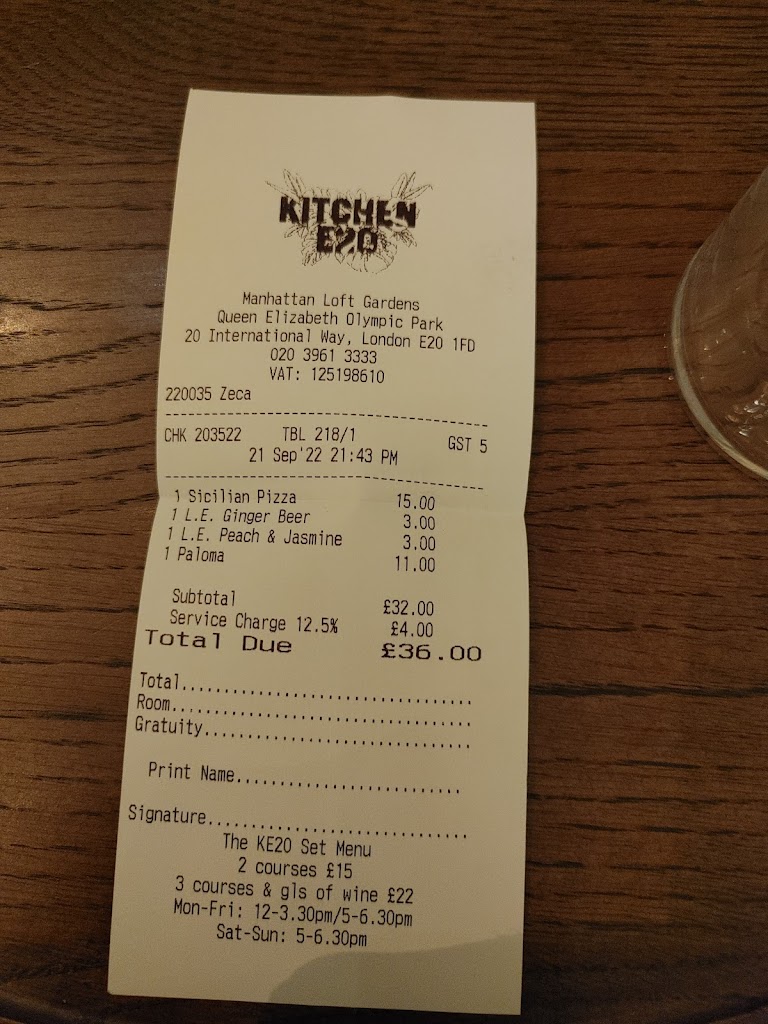 KITCHEN
E20
Manhattan Loft Gardens
Queen Elizabeth Olympic Park
20 International Way, London E20 1FD
020 3961 3333
VAT: 125198610
220035 Zeca
CHK 203522 TBL 218/1 GST 5
21 Sep'22 21:43 PM
1 Sicilian Pizza 15.00
1 L.E. Ginger Beer 3.00
1 L.E. Peach & Jasmine 3.00
1 Paloma 11.00
Subtotal £32.00
Service Charge 12.5% £4.00
Total Due £36.00
Total..................................
Room....................................
Gratuity................................
Print Name...........................
Signature...............................
The KE20 Set Menu
2 courses £15
3 courses & gls of wine £22
Mon-Fri: 12-3.30pm/5-6.30pm
Sat-Sun: 5-6.30pm